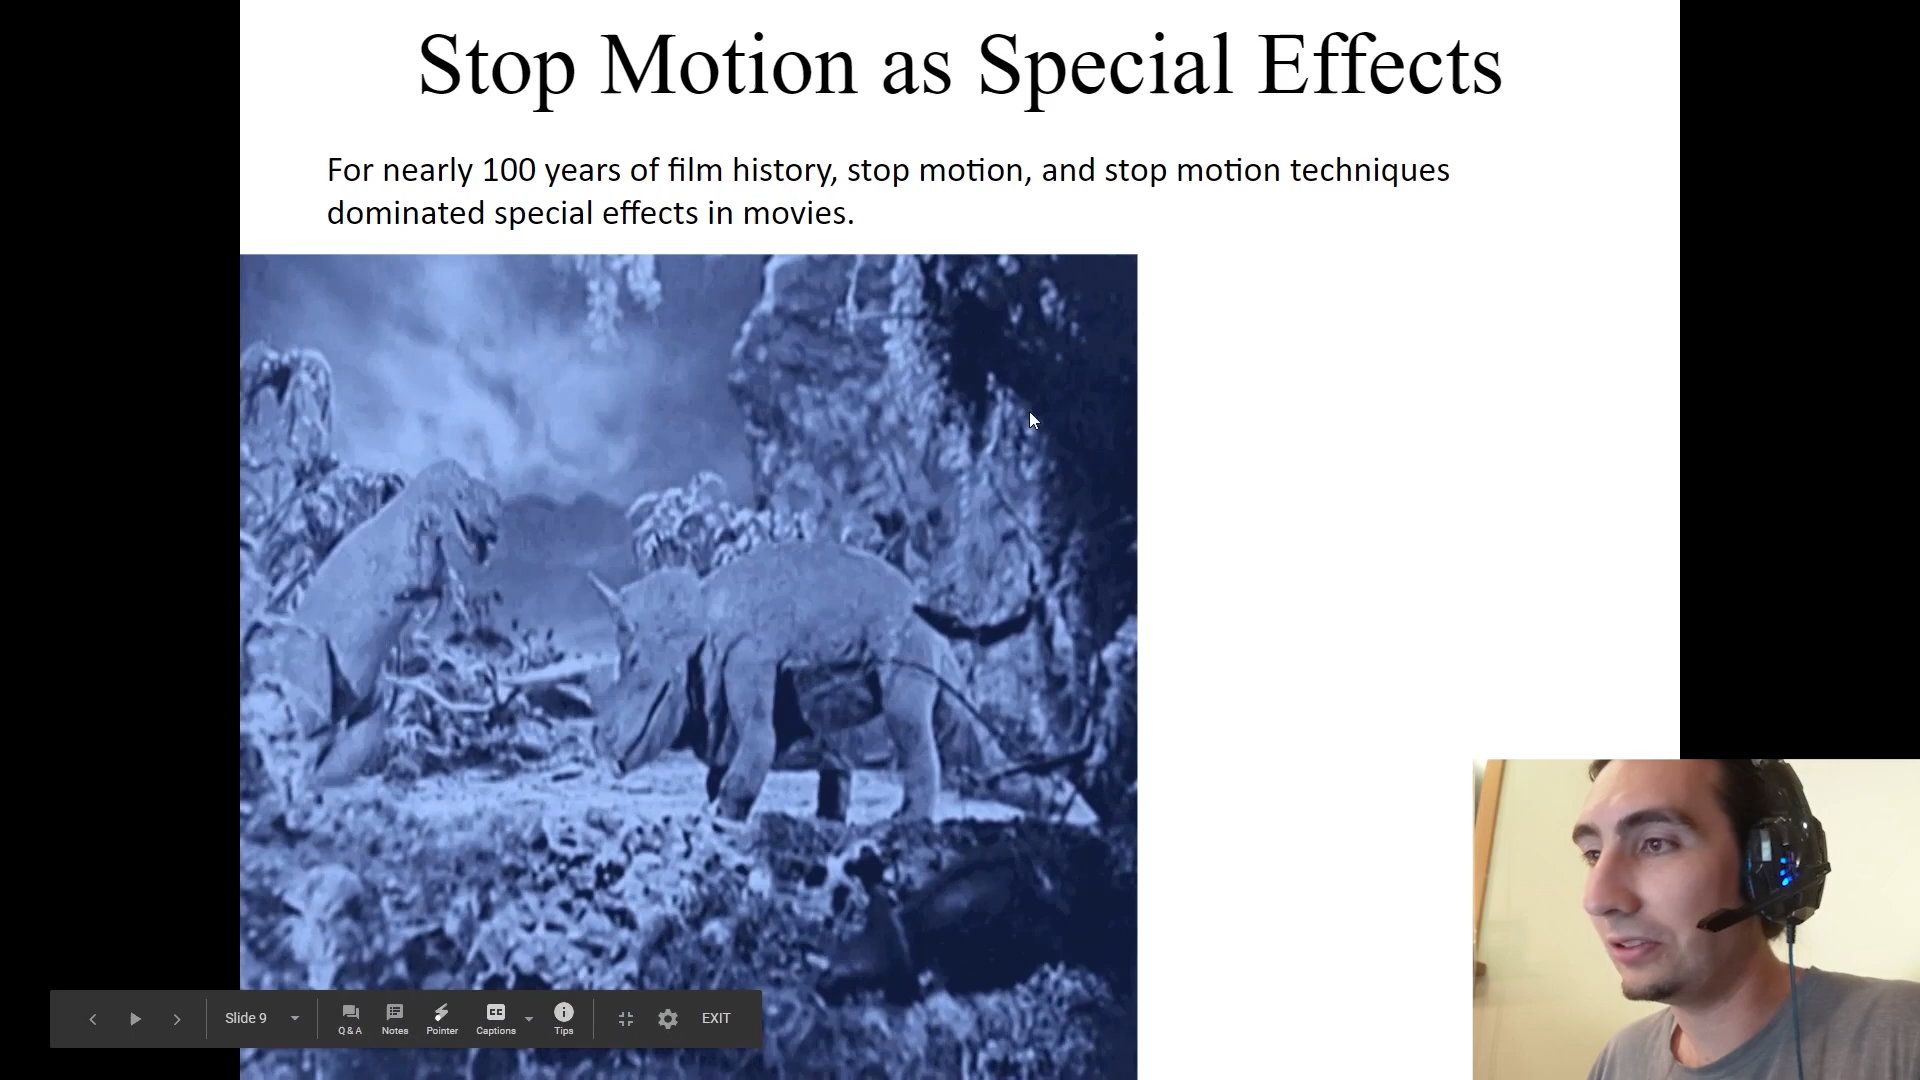 Stop Motion as Special Effects
For nearly 100 years of film history, stop motion, and stop motion techniques
dominated special effects in movies.
Slide 9
Q & A
Notes
Pointer
CC
Captions
Tips
EXIT